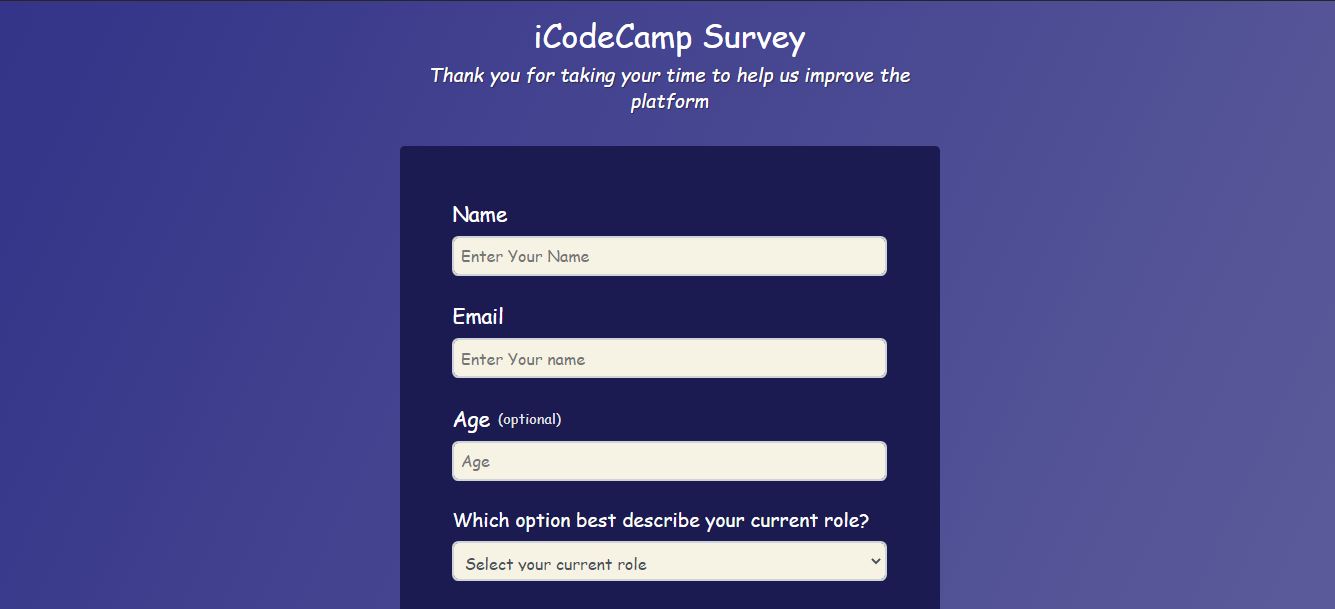 iCodeCamp Survey
Thank you for taking your time to help us improve the
platform
Name
Enter Your Name
Email
Enter Your name
Age (optional)
Age
Which option best describe your current role?
Select your current role